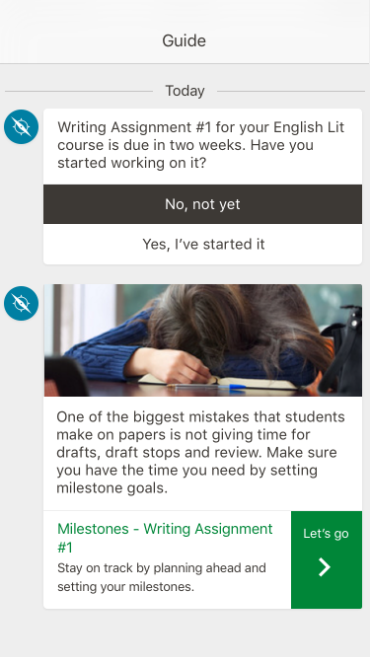 Guide
Today
Writing Assignment #1 for your English Lit
course is due in two weeks. Have you
started working on it?
No, not yet
Yes, I've started it
One of the biggest mistakes that students
make on papers is not giving time for
drafts, draft stops and review. Make sure
you have the time you need by setting
milestone goals.
Milestones - Writing Assignment
#1
Stay on track by planning ahead and
setting your milestones.
Let's go